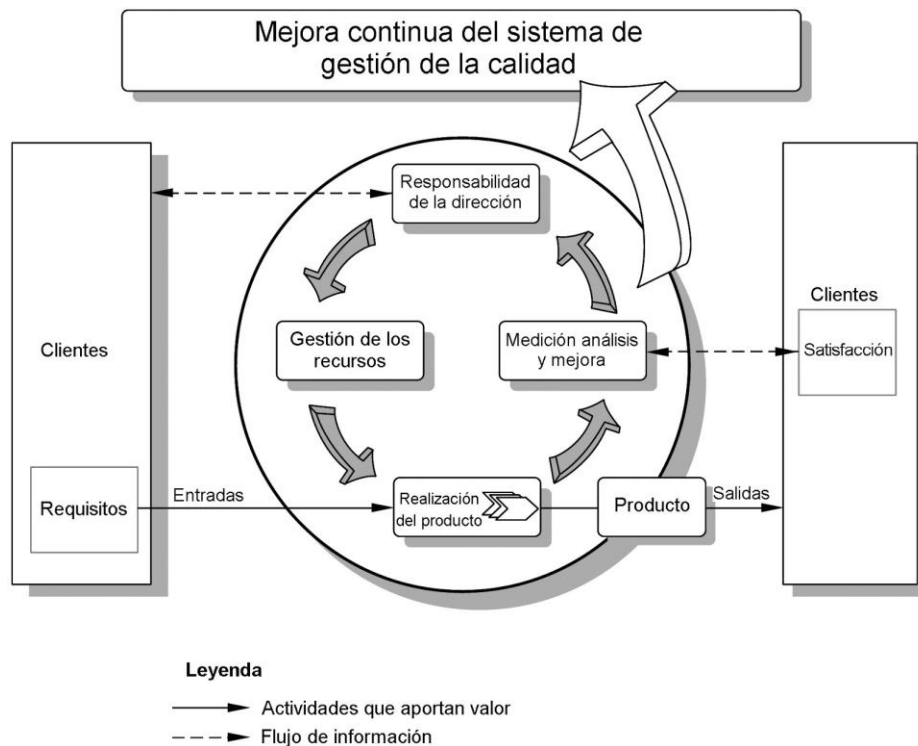 Mejora continua del sistema de
gestión de la calidad
Responsabilidad
de la dirección
Clientes
Gestión de los
recursos
Medición análisis
y mejora
Clientes
Satisfacción
Requisitos
Entradas
Realización
del producto
Producto
Salidas
Leyenda
Actividades que aportan valor
Flujo de información